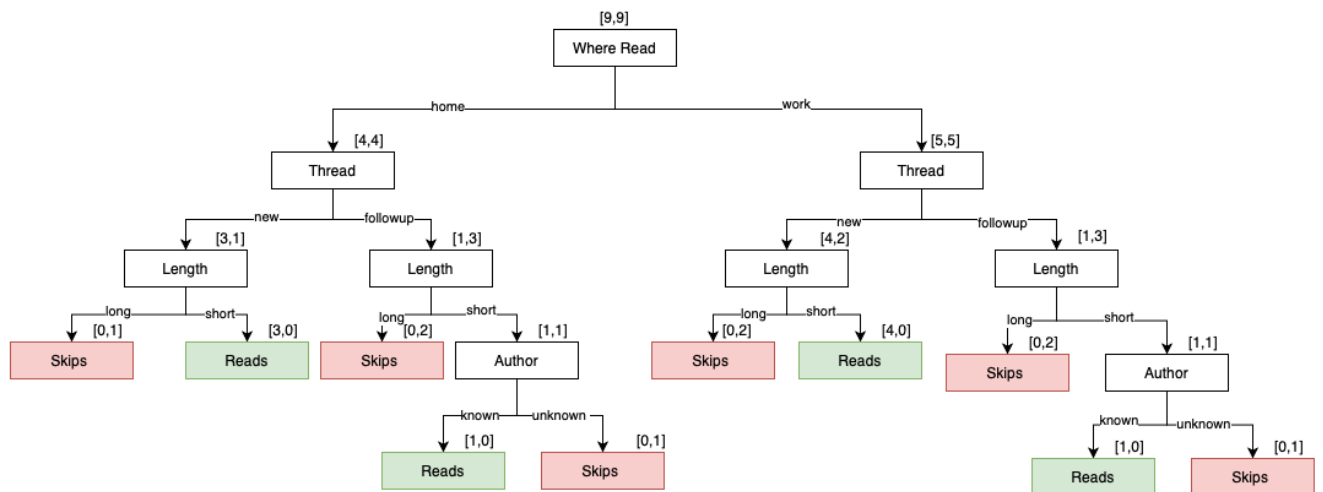 [9,9]
Where Read
home
work
[4,4]
[5,5]
Thread
Thread
new
followup
new
followup
[3,1]
[1,3]
[4,2]
[1,3]
Length
Length
Length
Length
long
short
long
short
long
short
long
short
[0,1]
[3,0]
[0,2]
[1,1]
[0,2]
[4,0]
[0,2]
[1,1]
Skips
Reads
Skips
Author
Skips
Reads
Skips
Author
known
unknown
known
unknown
[1,0]
[0,1]
[1,0]
[0,1]
Reads
Skips
Reads
Skips